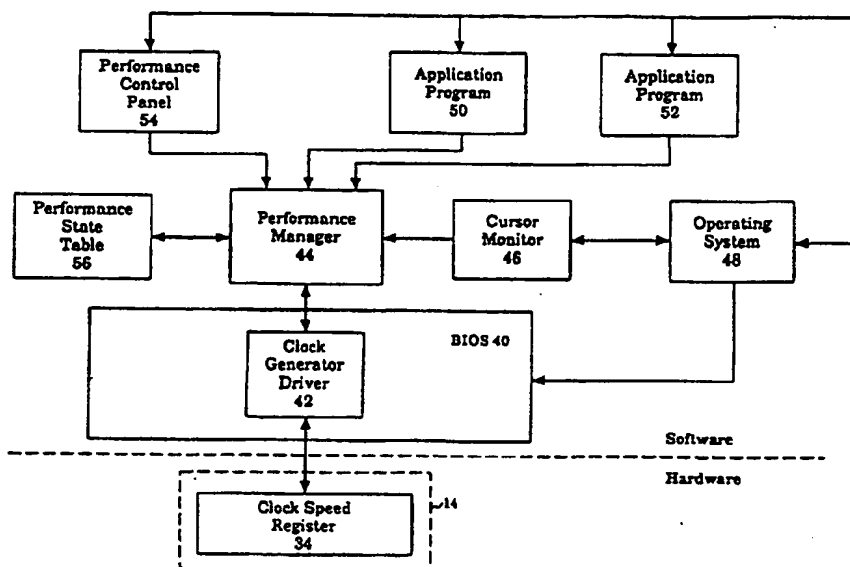 Performance
Control
Panel
54
Application
Program
50
Application
Program
52
Performance
State
Table
56
Performance
Manager
44
Cursor
Monitor
46
Operating
System
48
BIOS 40
Clock
Generator
Driver
42
Software
Hardware
Clock Speed
Register
34
14